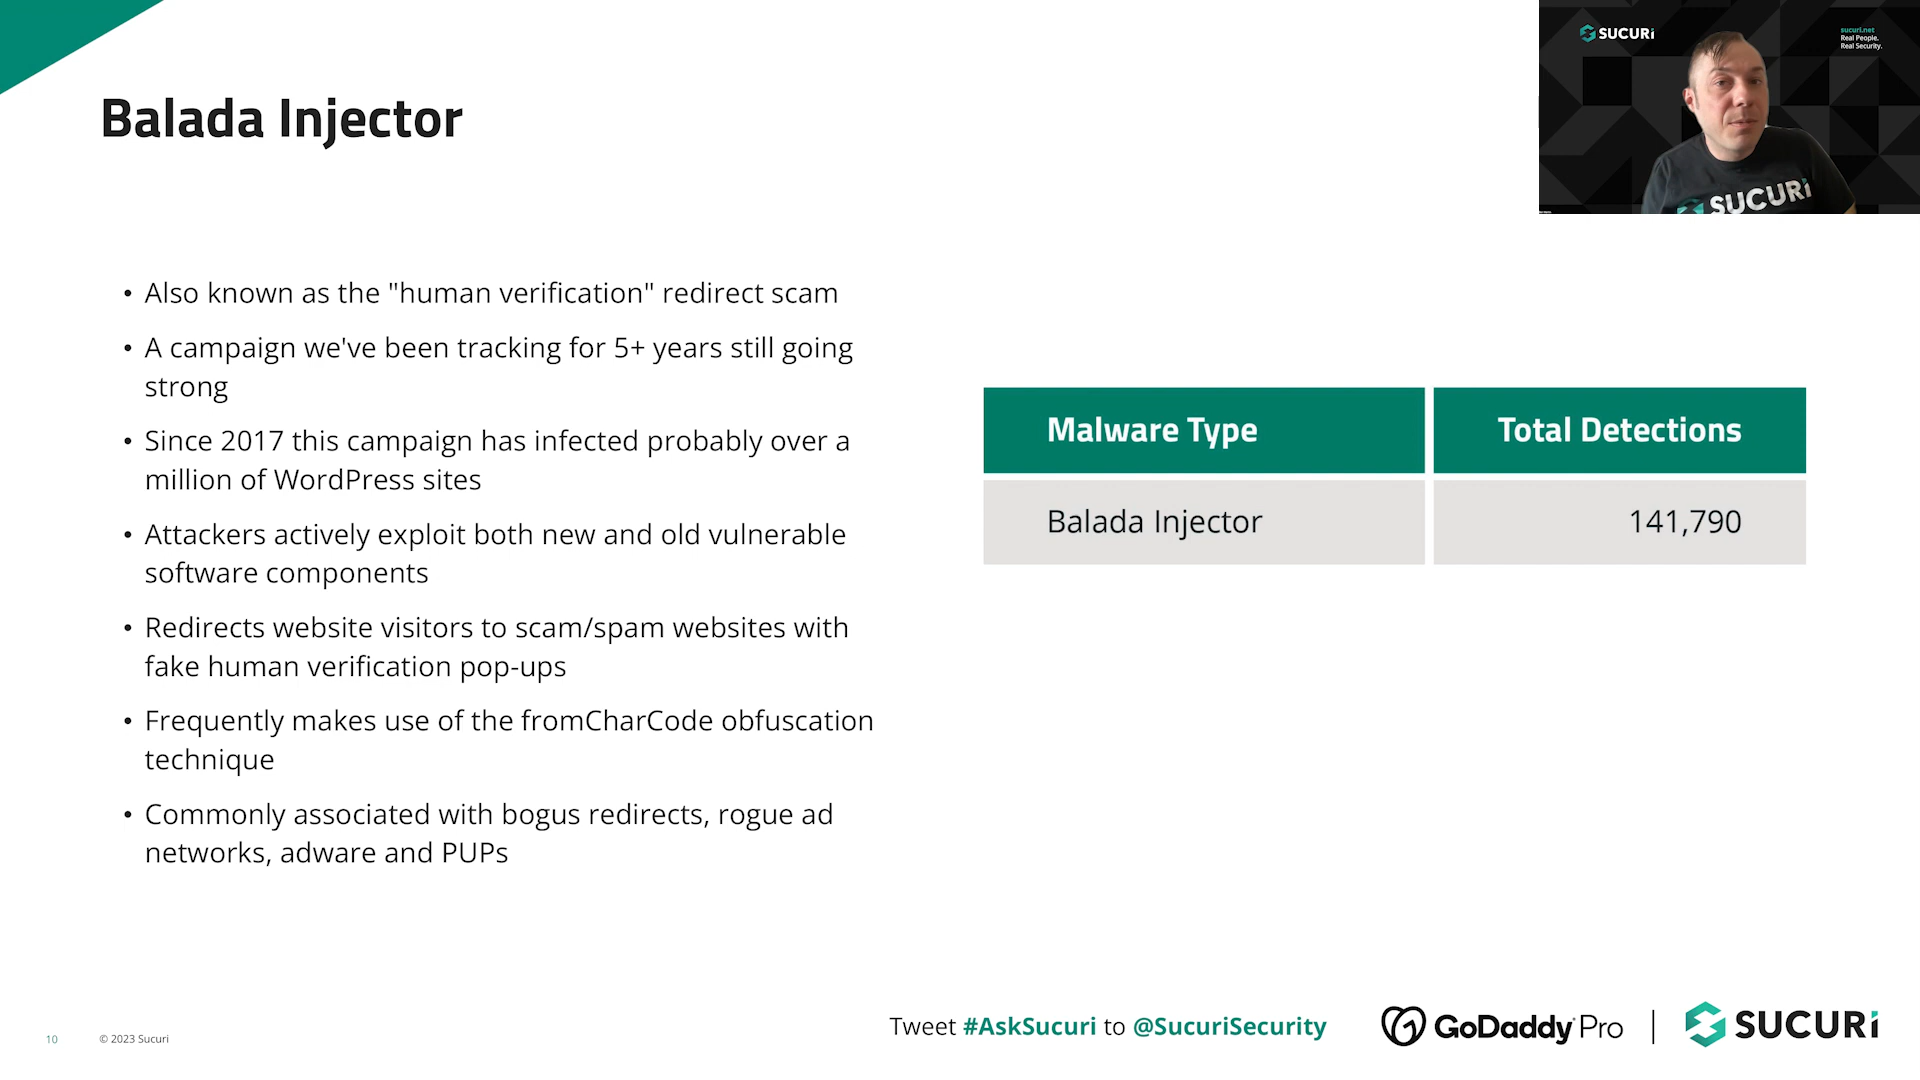 SUCURi
sucuri.net
Real People.
Real Security.
SUCURi
Balada Injector
• Also known as the "human verification" redirect scam
• A campaign we've been tracking for 5+ years still going
strong
• Since 2017 this campaign has infected probably over a
million of WordPress sites
• Attackers actively exploit both new and old vulnerable
software components
• Redirects website visitors to scam/spam websites with
fake human verification pop-ups
• Frequently makes use of the fromCharCode obfuscation
technique
• Commonly associated with bogus redirects, rogue ad
networks, adware and PUPs
Malware Type Total Detections
Balada Injector 141,790
10 © 2023 Sucuri
Tweet #AskSucuri to @SucuriSecurity
GoDaddy Pro | SUCURi